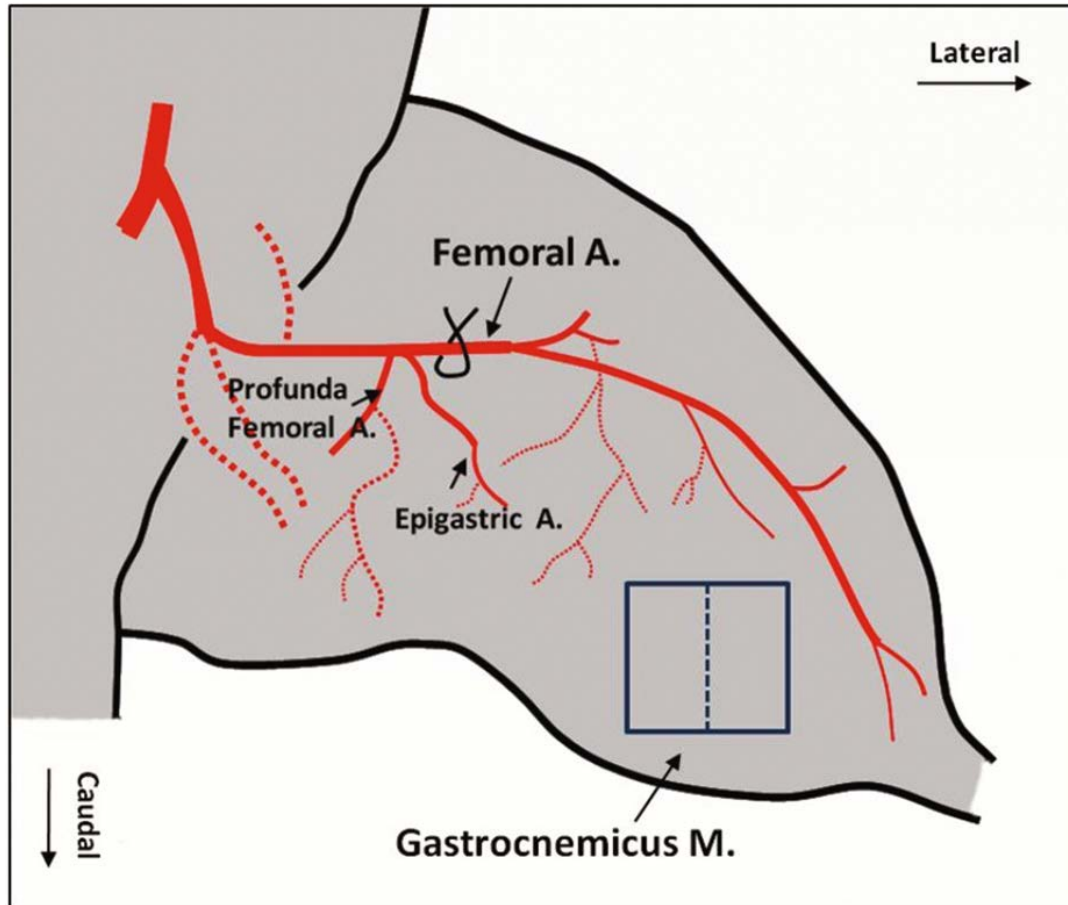 Lateral
Femoral A.
Profunda
Femoral A.
Epigastric A.
Gastrocnemicus M.
Caudal